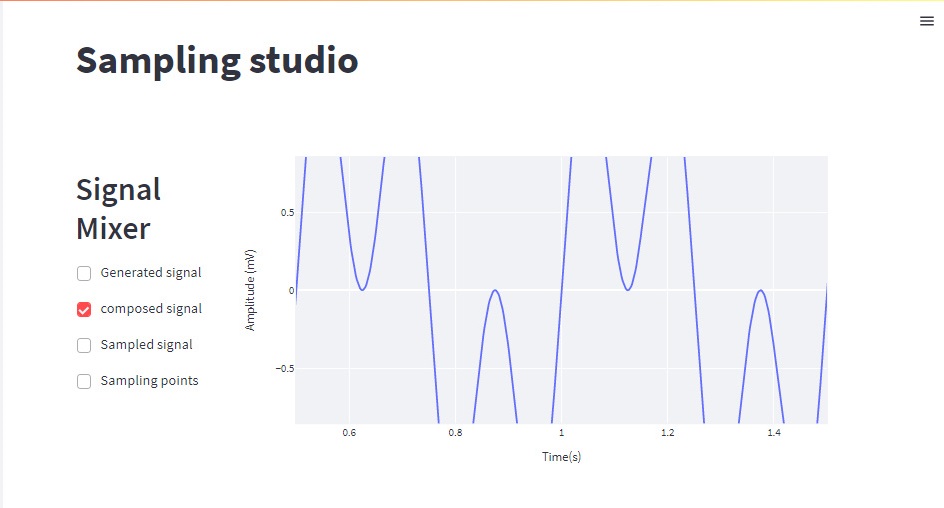 Sampling studio
Signal
Mixer
Generated signal
composed signal
Sampled signal
Sampling points
Amplitude (mV)
0.5
0
−0.5
0.6
0.8
1
1.2
1.4
Time(s)